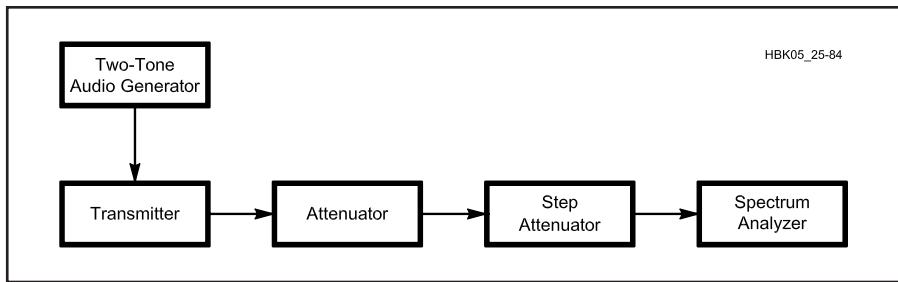 Two-Tone
Audio Generator
HBK05_25-84
Transmitter
Attenuator
Step
Attenuator
Spectrum
Analyzer